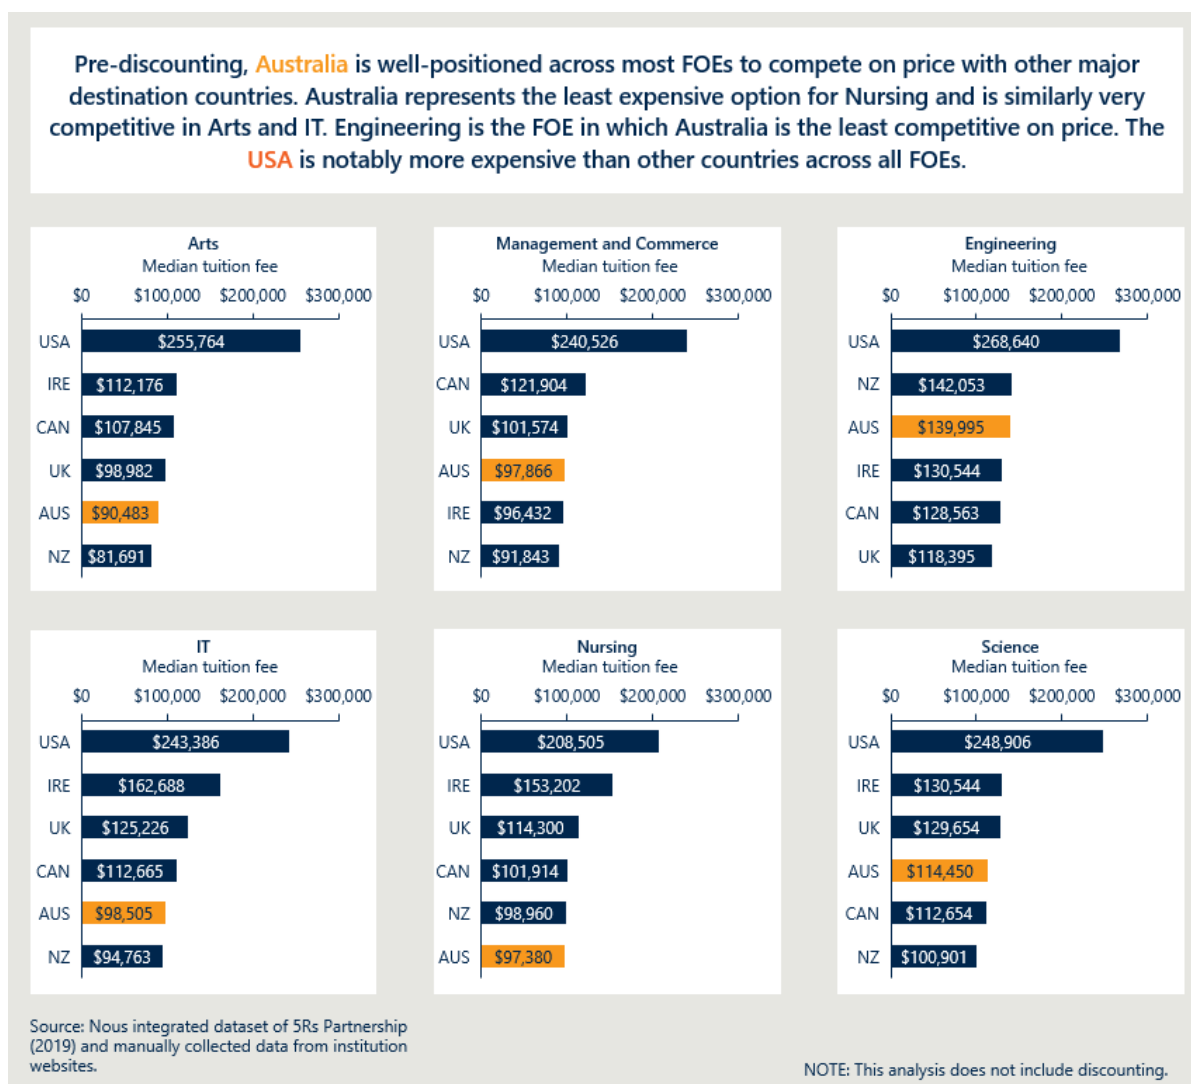 Pre-discounting, Australia is well-positioned across most FOEs to compete on price with other major
destination countries. Australia represents the least expensive option for Nursing and is similarly very
competitive in Arts and IT. Engineering is the FOE in which Australia is the least competitive on price. The
USA is notably more expensive than other countries across all FOEs.
Arts
Median tuition fee
$0 $100,000 $200,000 $300,000
USA $255,764
IRE $112,176
CAN $107,845
UK $98,982
AUS $90,483
NZ $81,691
Management and Commerce
Median tuition fee
$0 $100,000 $200,000 $300,000
USA $240,526
CAN $121,904
UK $101,574
AUS $97,866
IRE $96,432
NZ $91,843
Engineering
Median tuition fee
$0 $100,000 $200,000 $300,000
USA $268,640
NZ $142,053
AUS $139,995
IRE $130,544
CAN $128,563
UK $118,395
IT
Median tuition fee
$0 $100,000 $200,000 $300,000
USA $243,386
IRE $162,688
UK $125,226
CAN $112,665
AUS $98,505
NZ $94,763
Nursing
Median tuition fee
$0 $100,000 $200,000 $300,000
USA $208,505
IRE $153,202
UK $114,300
CAN $101,914
NZ $98,960
AUS $97,380
Science
Median tuition fee
$0 $100,000 $200,000 $300,000
USA $248,906
IRE $130,544
UK $129,654
AUS $114,450
CAN $112,654
NZ $100,901
Source: Nous integrated dataset of 5Rs Partnership
(2019) and manually collected data from institution
websites.
NOTE: This analysis does not include discounting.